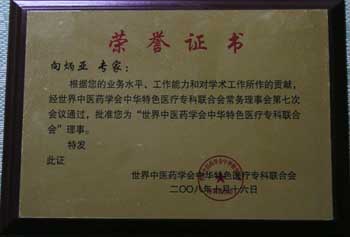 荣誉证书
向炳亚 专家：
根据您的业务水平、工作能力和对学术工作所作的贡献，
经世界中医药学会中华特色医疗专科联合会常务理事会第七次
会议通过，批准您为“世界中医药学会中华特色医疗专科联合
会”理事。
特发
此证
世界中医药学会中华特色医疗专科联合会
二〇〇八年 月十六日